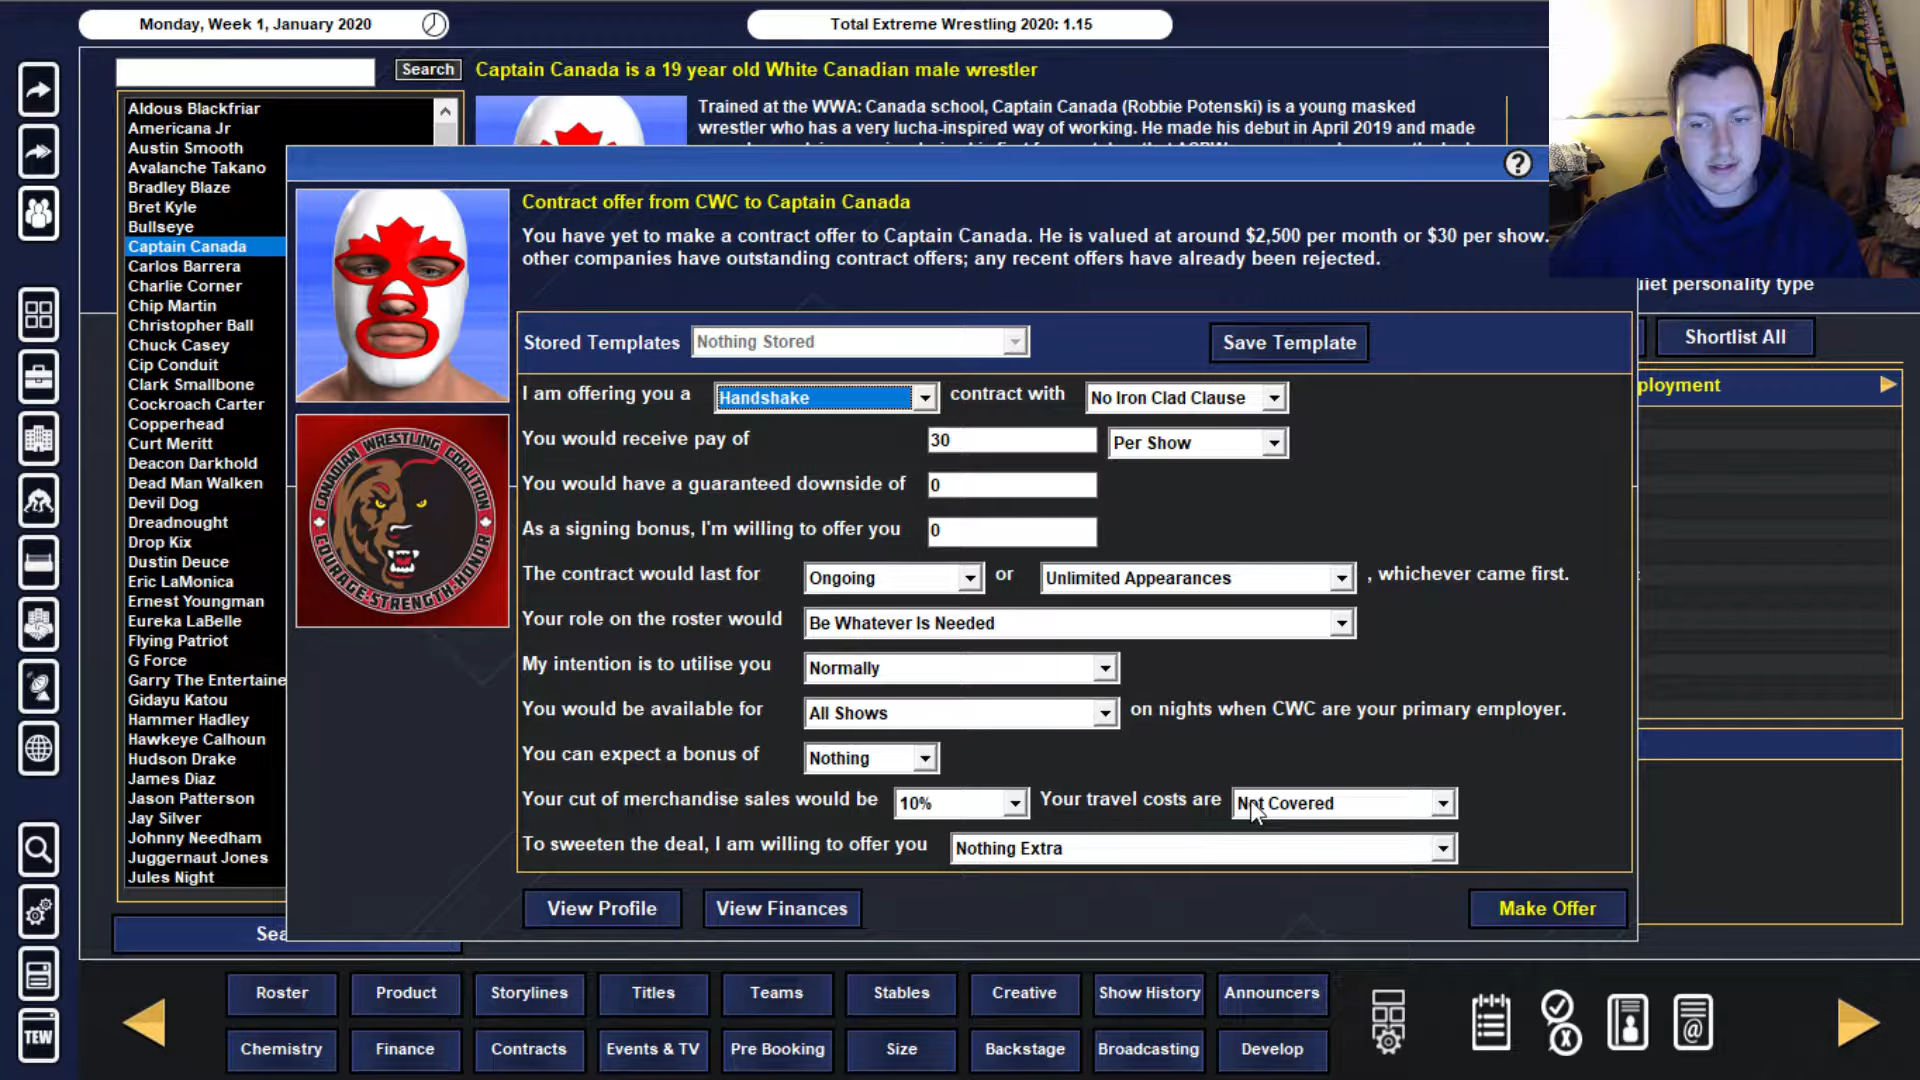 Monday, Week 1, January 2020
Total Extreme Wrestling 2020: 1.15
Search
Captain Canada is a 19 year old White Canadian male wrestler
Trained at the WWA: Canada school, Captain Canada (Robbie Potenski) is a young masked
wrestler who has a very lucha-inspired way of working. He made his debut in April 2019 and made
Aldous Blackfriar
Americana Jr
Austin Smooth
Avalanche Takano
Bradley Blaze
Bret Kyle
Bullseye
Captain Canada
Carlos Barrera
Charlie Corner
Chip Martin
Christopher Ball
Chuck Casey
Cip Conduit
Clark Smallbone
Cockroach Carter
Copperhead
Curt Meritt
Deacon Darkhold
Dead Man Walken
Devil Dog
Dreadnought
Drop Kix
Dustin Deuce
Eric LaMonica
Ernest Youngman
Eureka LaBelle
Flying Patriot
G Force
Garry The Entertaine
Gidayu Katou
Hammer Hadley
Hawkeye Calhoun
Hudson Drake
James Diaz
Jason Patterson
Jay Silver
Johnny Needham
Juggernaut Jones
Jules Night
Sea
?
Contract offer from CWC to Captain Canada
You have yet to make a contract offer to Captain Canada. He is valued at around $2,500 per month or $30 per show.
other companies have outstanding contract offers; any recent offers have already been rejected.
CANADIAN WRESTLING COALITION
COURAGE-STRENGTH-HONOR
Stored Templates Nothing Stored Save Template
I am offering you a Handshake contract with No Iron Clad Clause
You would receive pay of 30 Per Show
You would have a guaranteed downside of 0
As a signing bonus, I'm willing to offer you 0
The contract would last for Ongoing or Unlimited Appearances , whichever came first.
Your role on the roster would Be Whatever Is Needed
My intention is to utilise you Normally
You would be available for All Shows on nights when CWC are your primary employer.
You can expect a bonus of Nothing
Your cut of merchandise sales would be 10% Your travel costs are Not Covered
To sweeten the deal, I am willing to offer you Nothing Extra
View Profile View Finances Make Offer
uiet personality type
Shortlist All
ployment
Roster Product Storylines Titles Teams Stables Creative Show History Announcers
Chemistry Finance Contracts Events & TV Pre Booking Size Backstage Broadcasting Develop
TEW